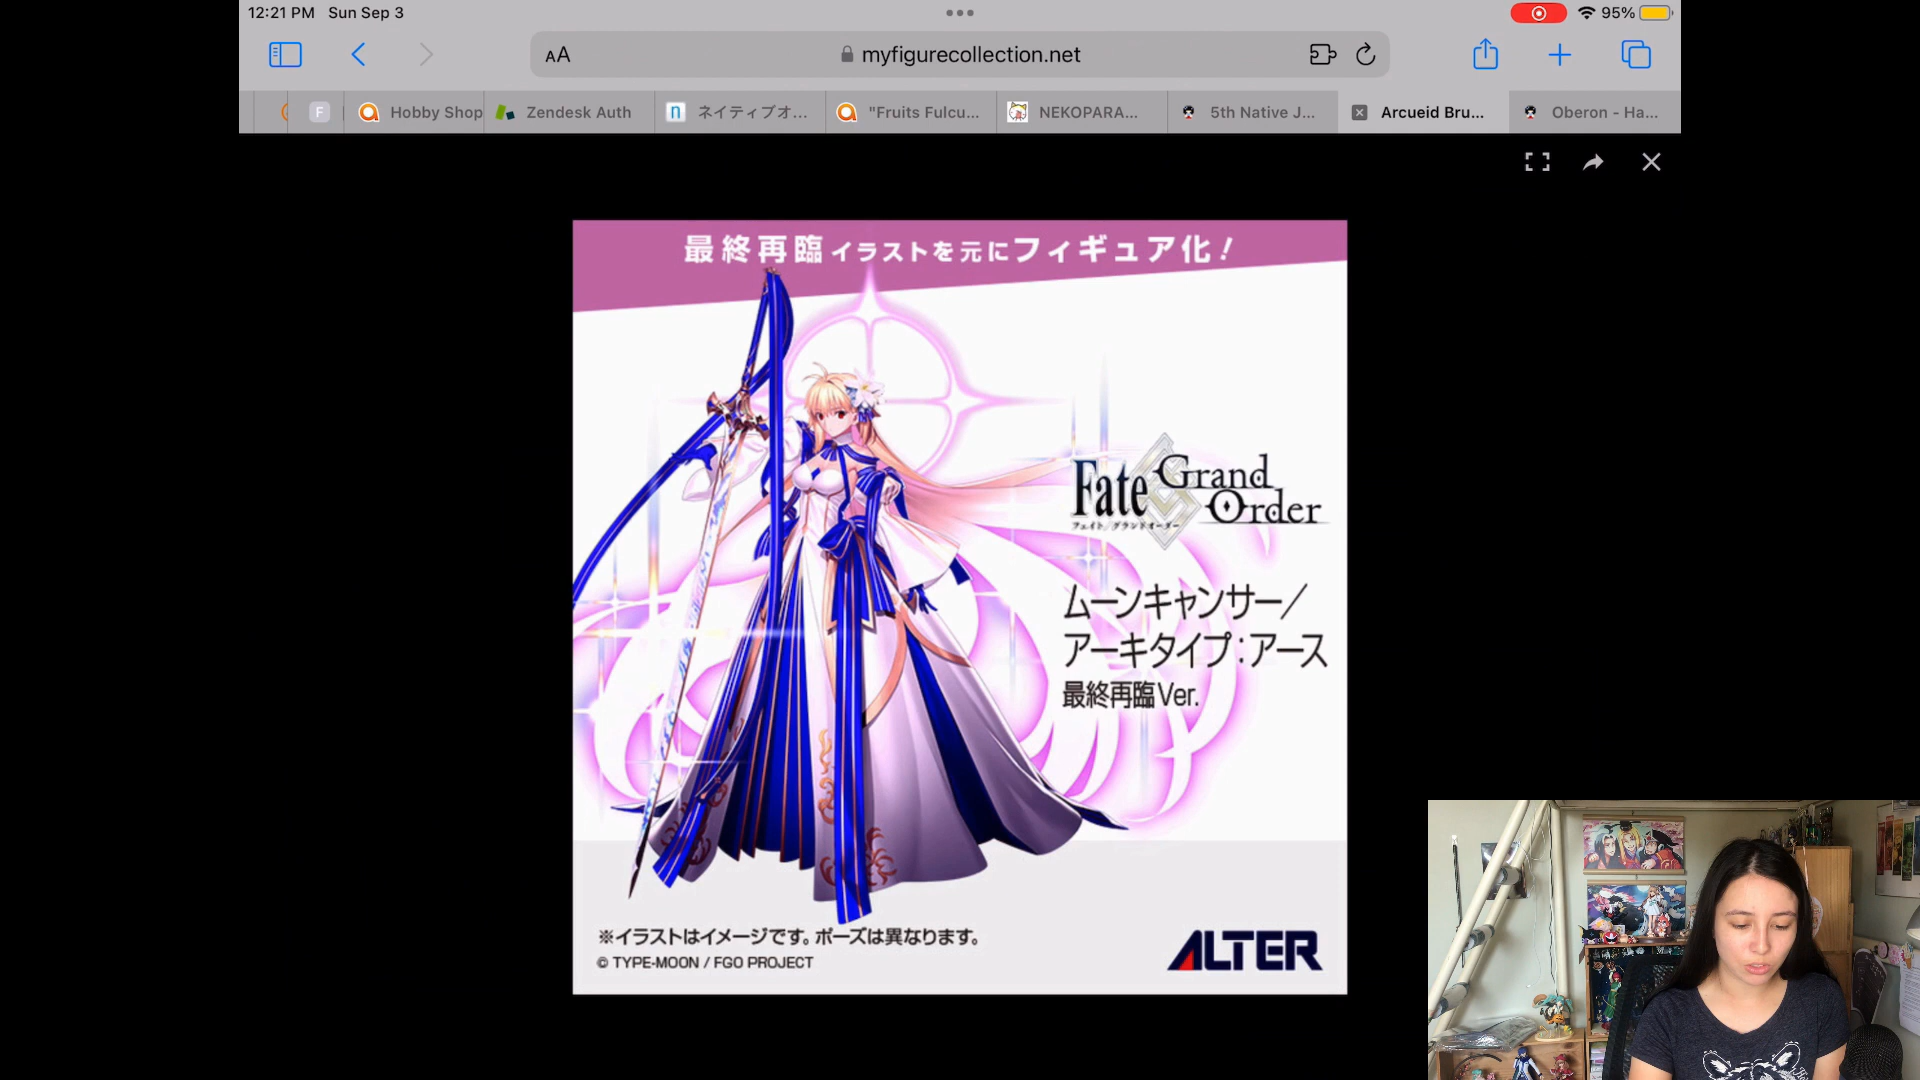 12:21 PM Sun Sep 3
95%
AA
myfigurecollection.net
F
Hobby Shop
Zendesk Auth
n
ネイティブオ...
"Fruits Fulcu...
NEKOPARA...
5th Native J...
Arcueid Bru...
Oberon - Ha...
最終再臨イラストを元にフィギュア化!
Fate
Grand
Order
フェイト/グランドオーダー
ムーンキャンサー/
アーキタイプ:アース
最終再臨Ver.
※イラストはイメージです。ポーズは異なります。
© TYPE-MOON / FGO PROJECT
ALTER